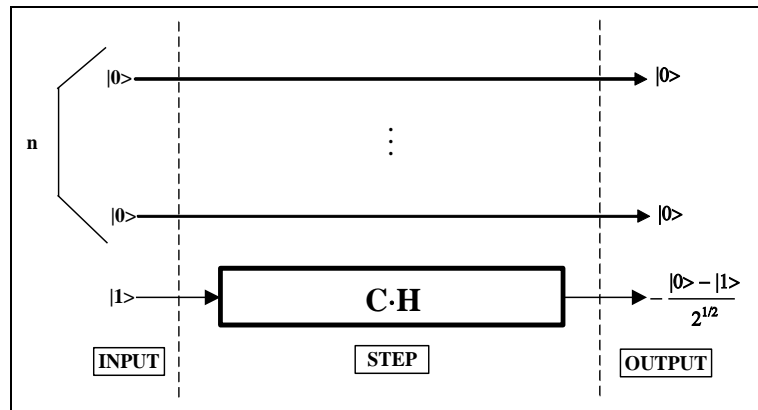 |0>
|0>
n
⋮
|0>
|0>
|1>
C·H
- |0> - |1> / 2^{1/2}
INPUT
STEP
OUTPUT